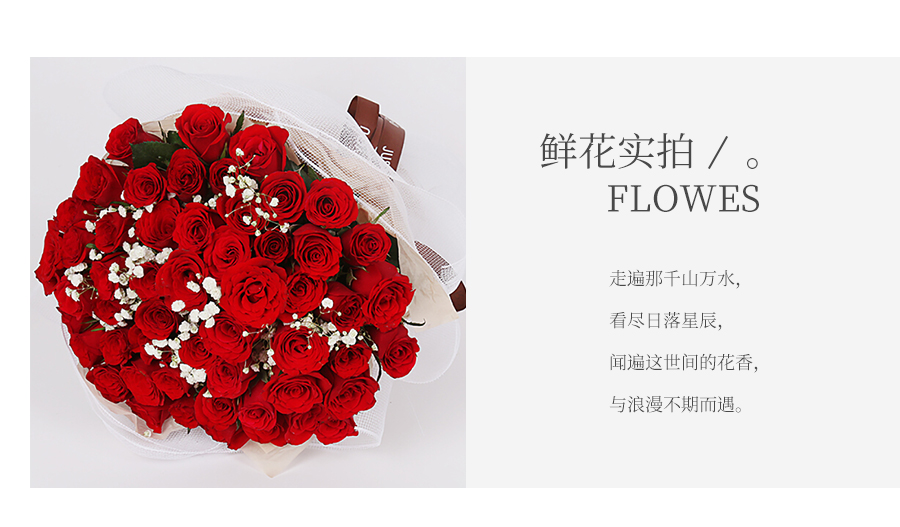 鲜花实拍 / 。
FLOWES
走遍那千山万水,
看尽日落星辰,
闻遍这世间的花香,
与浪漫不期而遇。